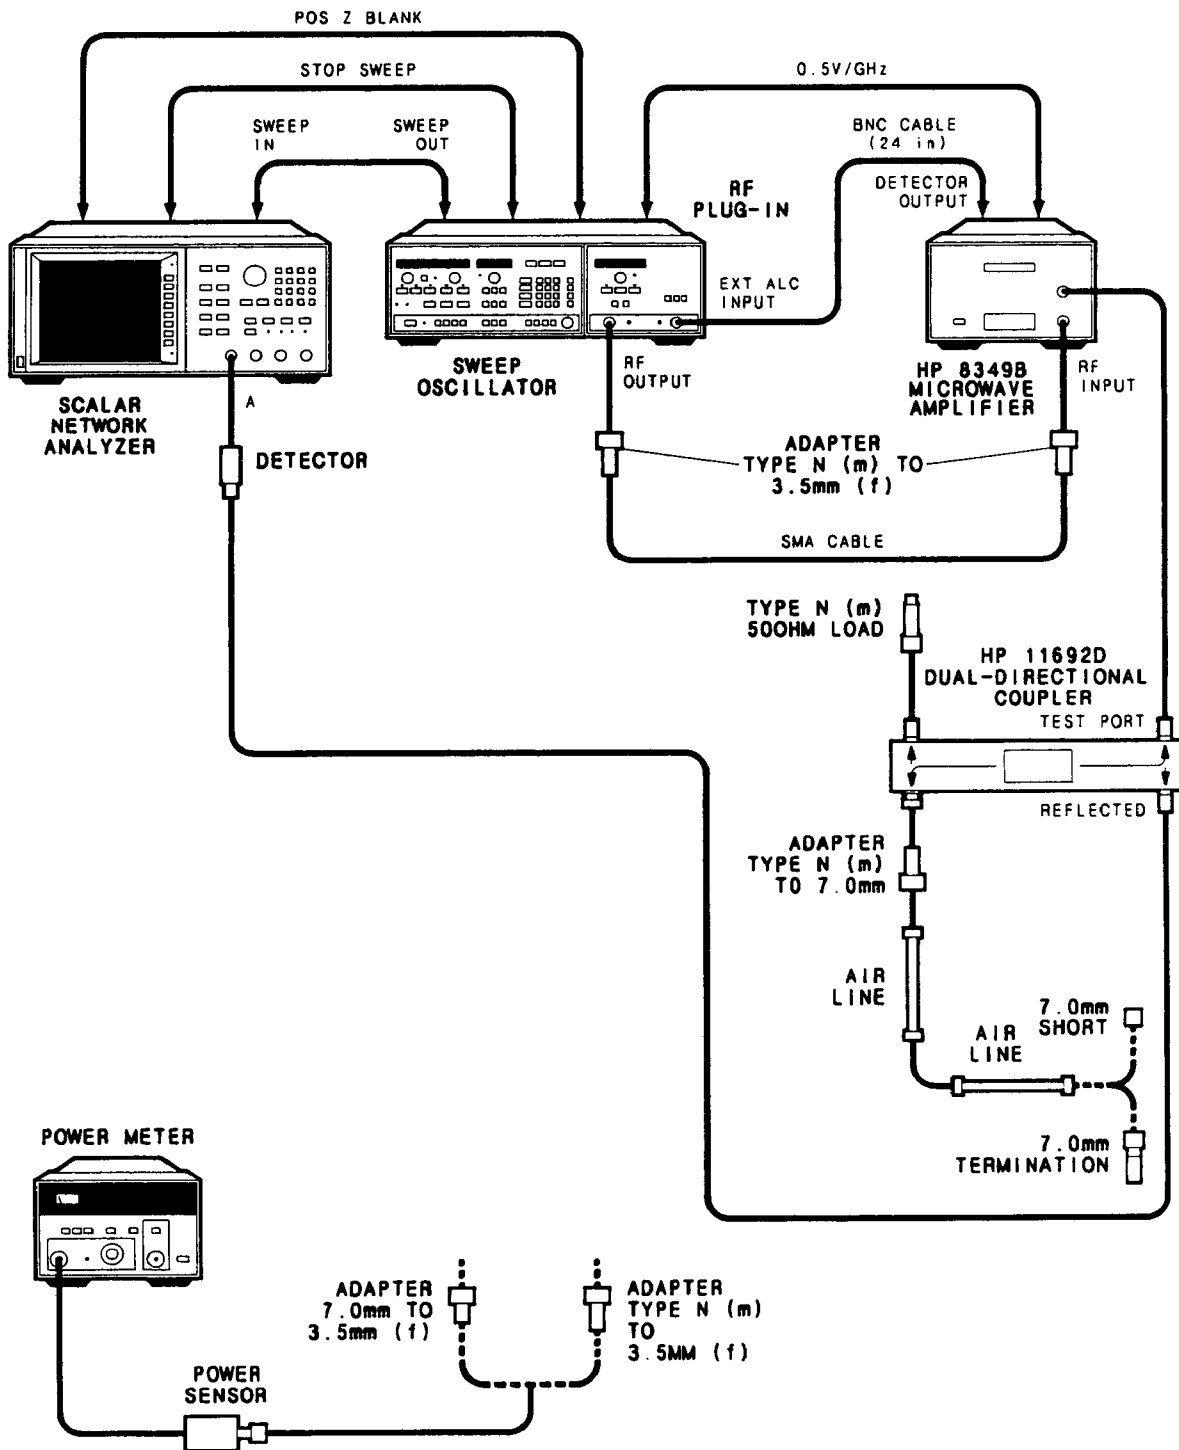 POS Z BLANK
STOP SWEEP
0.5V/GHz
SWEEP
IN
SWEEP
OUT
BNC CABLE
(24 in)
DETECTOR
OUTPUT
RF
PLUG-IN
EXT ALC
INPUT
SCALAR
NETWORK
ANALYZER
A
SWEEP
OSCILLATOR
RF
OUTPUT
HP 8349B
MICROWAVE
AMPLIFIER
RF
INPUT
DETECTOR
ADAPTER
TYPE N (m) TO
3.5mm (f)
SMA CABLE
TYPE N (m)
50OHM LOAD
HP 11692D
DUAL-DIRECTIONAL
COUPLER
TEST PORT
REFLECTED
ADAPTER
TYPE N (m)
TO 7.0mm
AIR
LINE
AIR
LINE
7.0mm
SHORT
7.0mm
TERMINATION
POWER METER
ADAPTER
7.0mm TO
3.5mm (f)
ADAPTER
TYPE N (m)
TO
3.5MM (f)
POWER
SENSOR